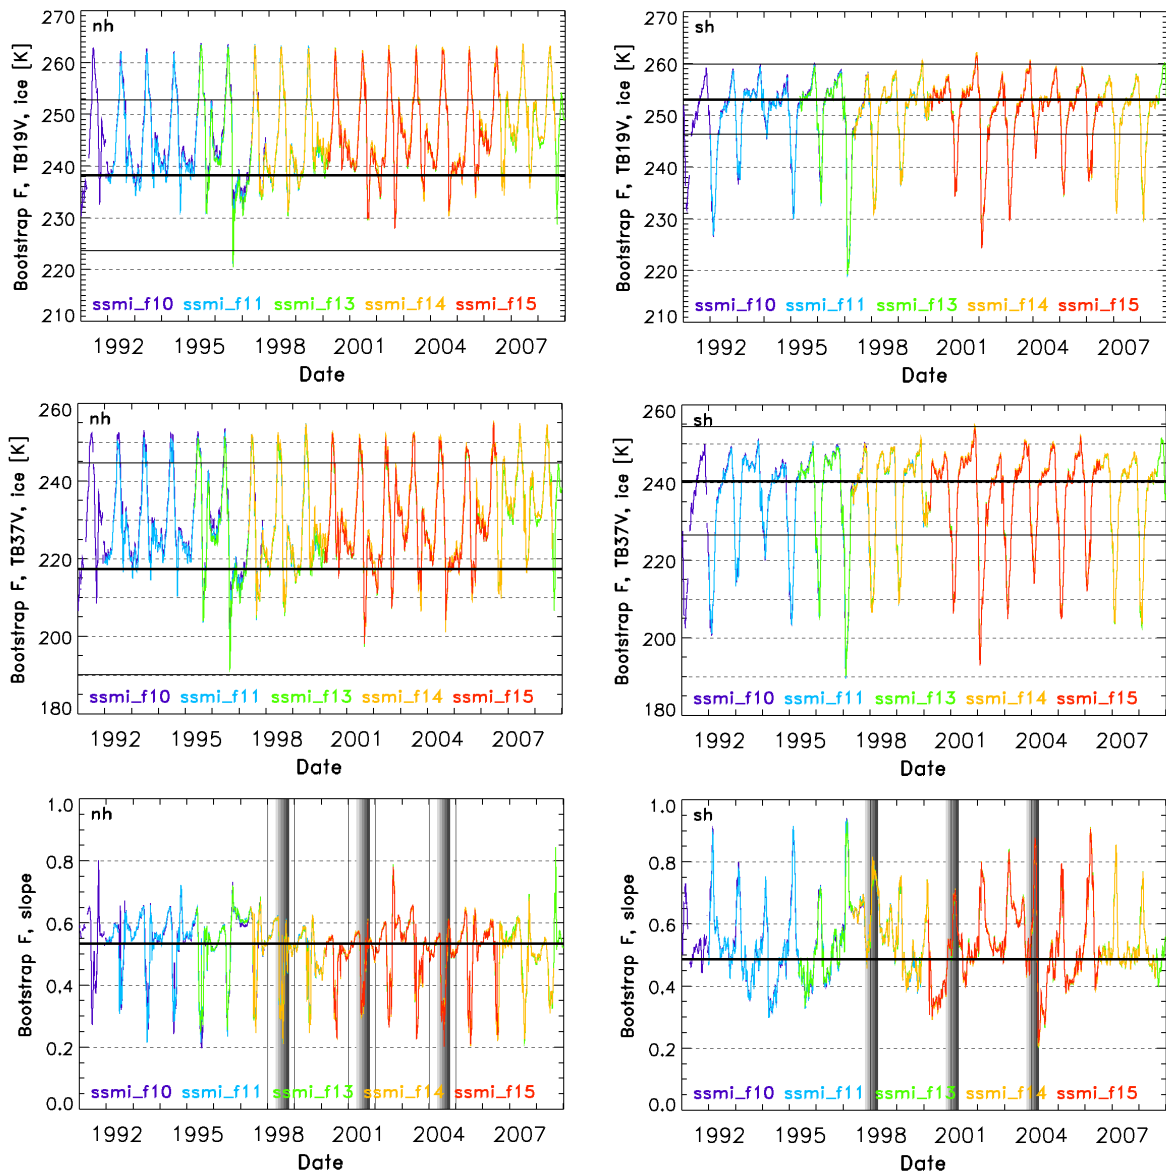 nh
Bootstrap F, TB19V, ice [K]
270
260
250
240
230
220
210
ssmi_f10 ssmi_f11 ssmi_f13 ssmi_f14 ssmi_f15
1992 1995 1998 2001 2004 2007
Date
sh
Bootstrap F, TB19V, ice [K]
270
260
250
240
230
220
210
ssmi_f10 ssmi_f11 ssmi_f13 ssmi_f14 ssmi_f15
1992 1995 1998 2001 2004 2007
Date
nh
Bootstrap F, TB37V, ice [K]
260
240
220
200
180
ssmi_f10 ssmi_f11 ssmi_f13 ssmi_f14 ssmi_f15
1992 1995 1998 2001 2004 2007
Date
sh
Bootstrap F, TB37V, ice [K]
260
240
220
200
180
ssmi_f10 ssmi_f11 ssmi_f13 ssmi_f14 ssmi_f15
1992 1995 1998 2001 2004 2007
Date
nh
Bootstrap F, slope
1.0
0.8
0.6
0.4
0.2
0.0
ssmi_f10 ssmi_f11 ssmi_f13 ssmi_f14 ssmi_f15
1992 1995 1998 2001 2004 2007
Date
sh
Bootstrap F, slope
1.0
0.8
0.6
0.4
0.2
0.0
ssmi_f10 ssmi_f11 ssmi_f13 ssmi_f14 ssmi_f15
1992 1995 1998 2001 2004 2007
Date